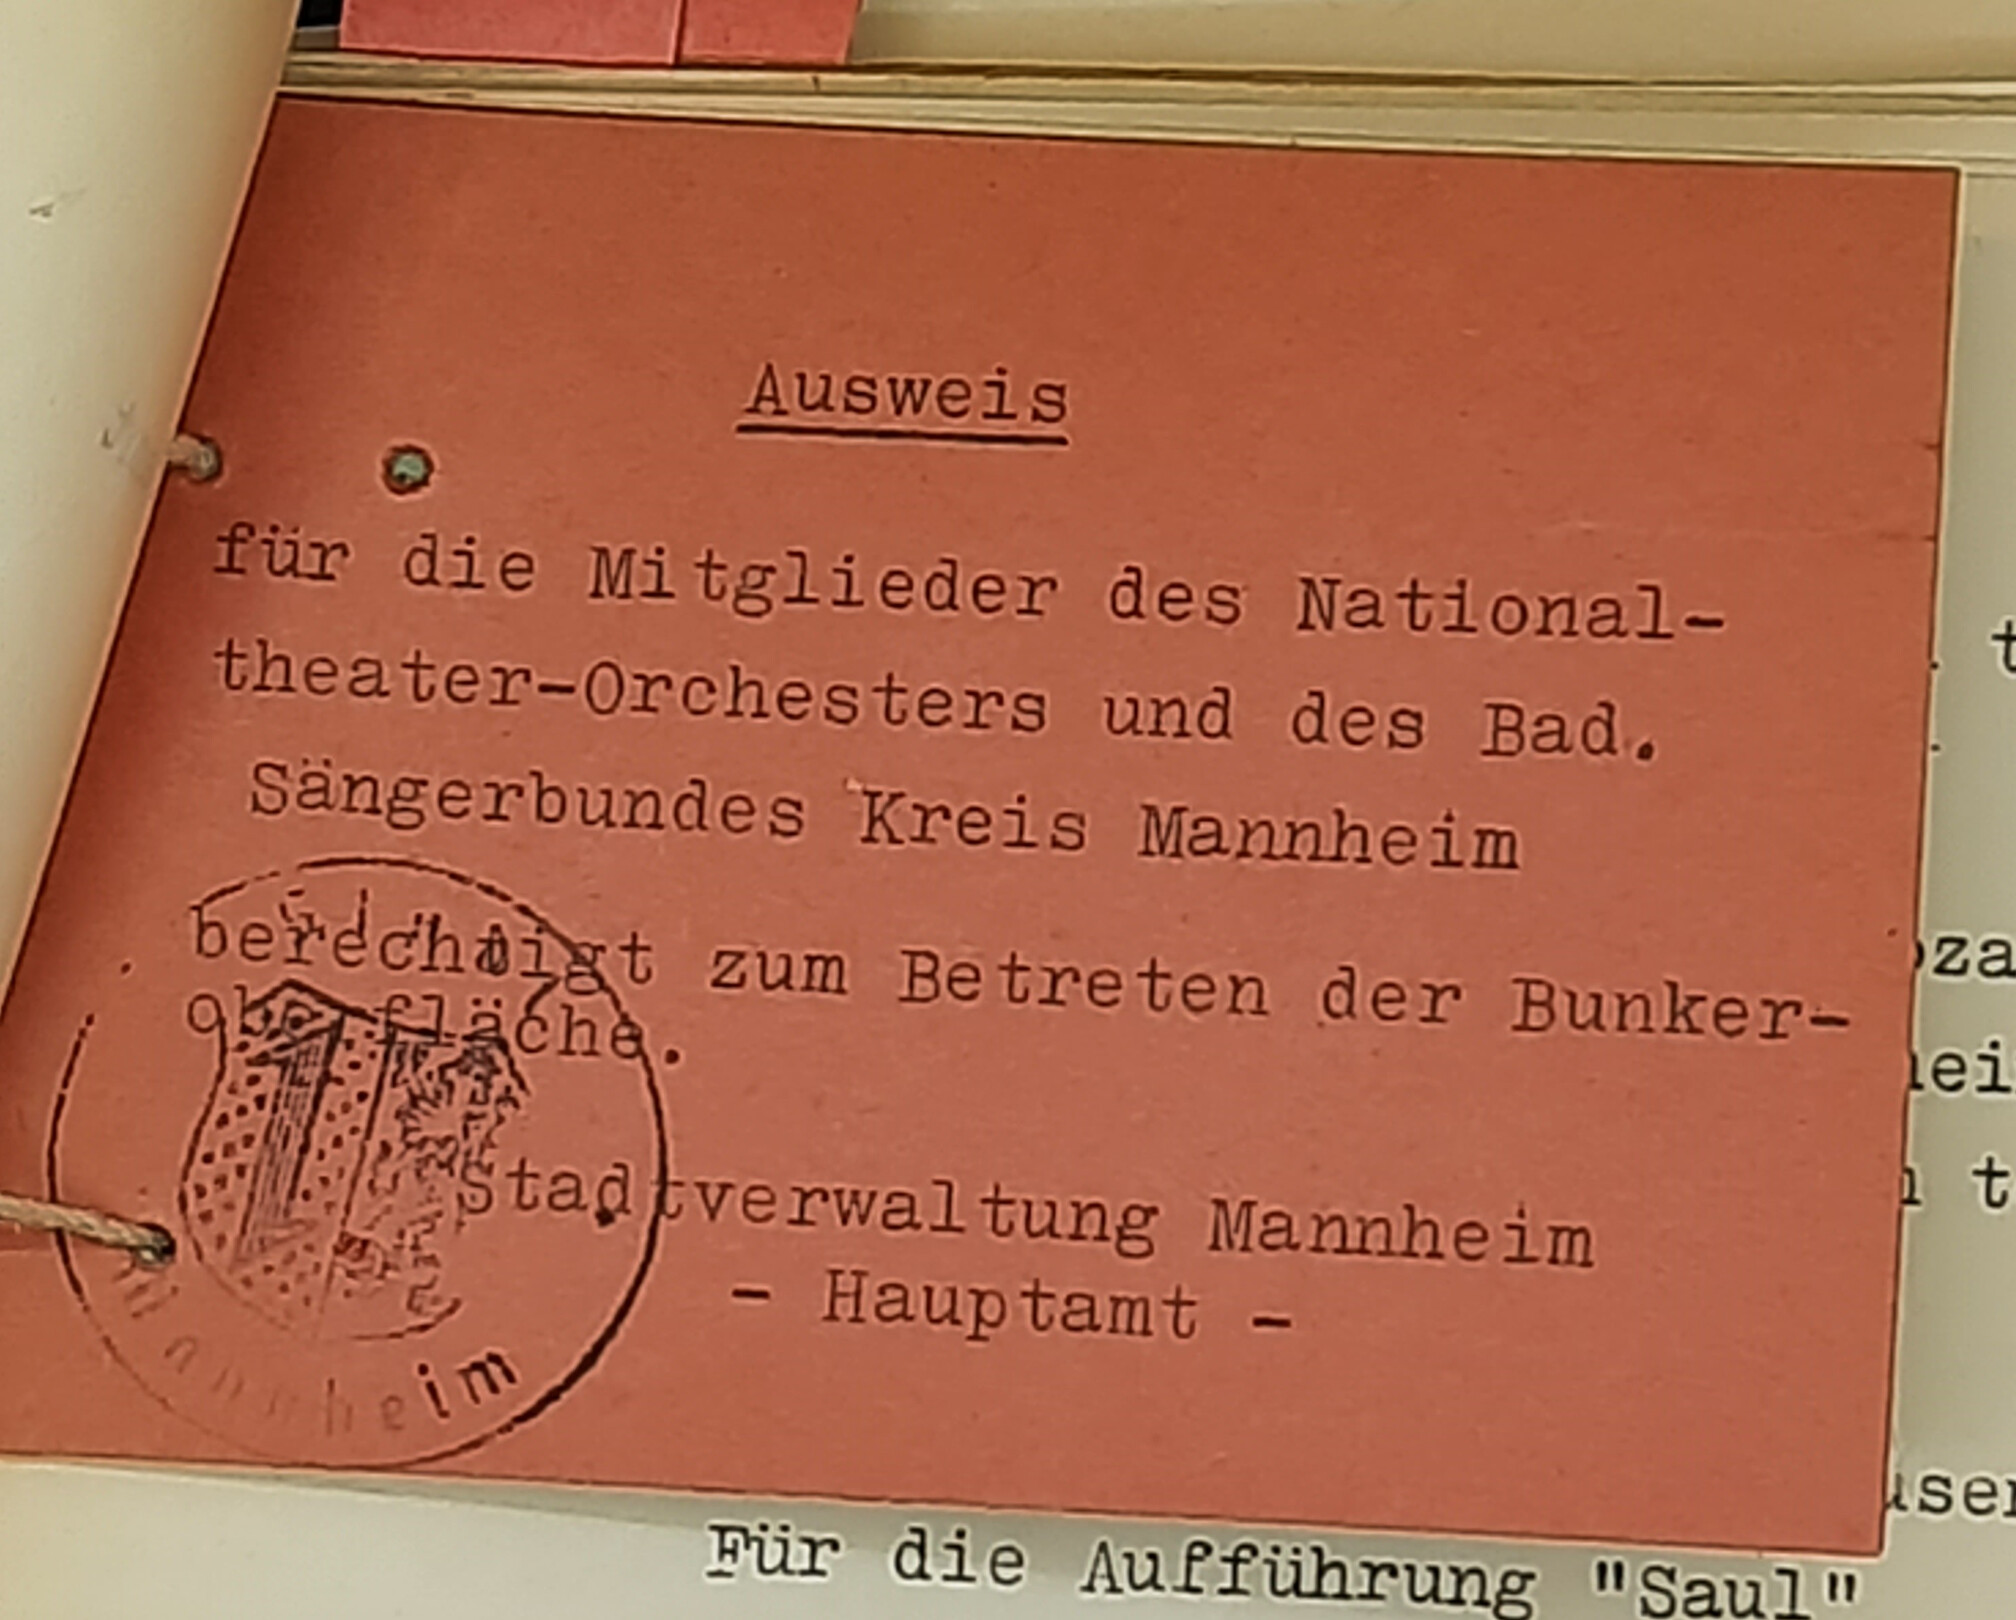 Ausweis
für die Mitglieder des National-
theater-Orchesters und des Bad.
Sängerbundes Kreis Mannheim
berechtigt zum Betreten der Bunker-
oberfläche.
Stadtverwaltung Mannheim
- Hauptamt -
Mannheim
Für die Aufführung "Saul"